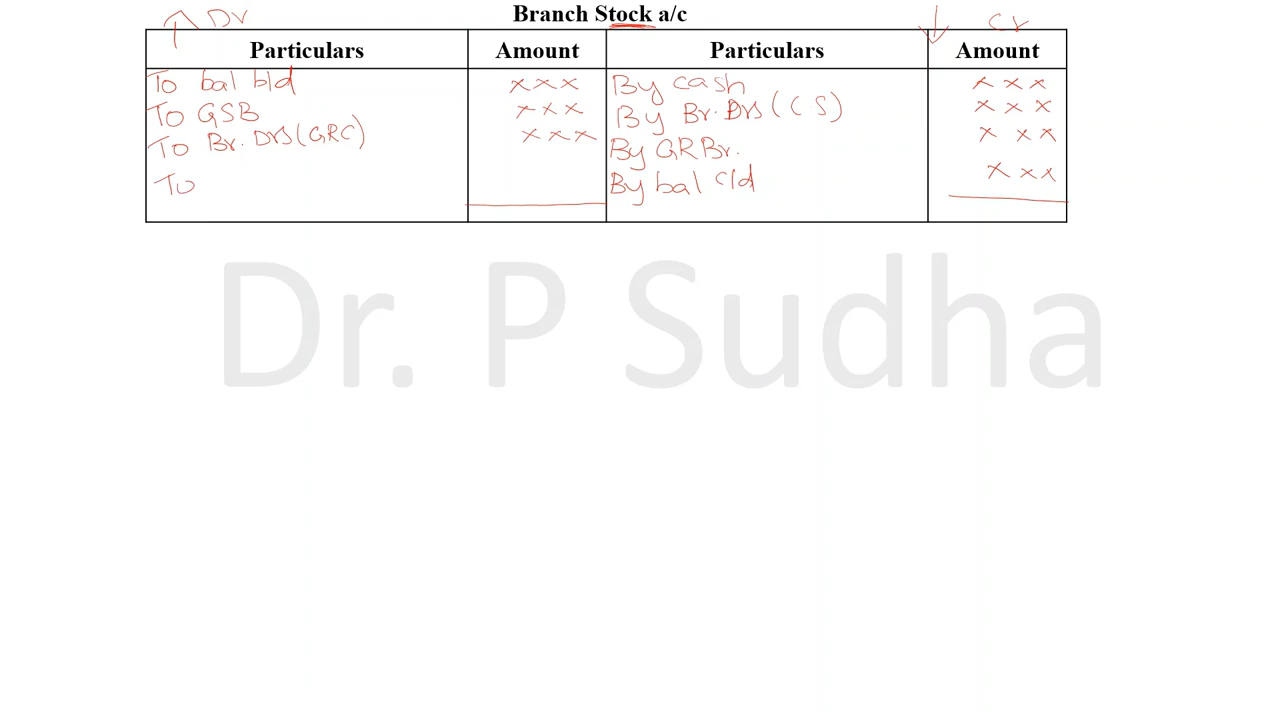 Branch Stock a/c
Dr
Cr
Particulars Amount Particulars Amount
To bal b/d xxx By cash xxx
To GSB xxx By Br. Drs (CS) xxx
To Br. Drs (GRC) xxx By GRBr. xxx
To By bal c/d xxx
Dr. P Sudha